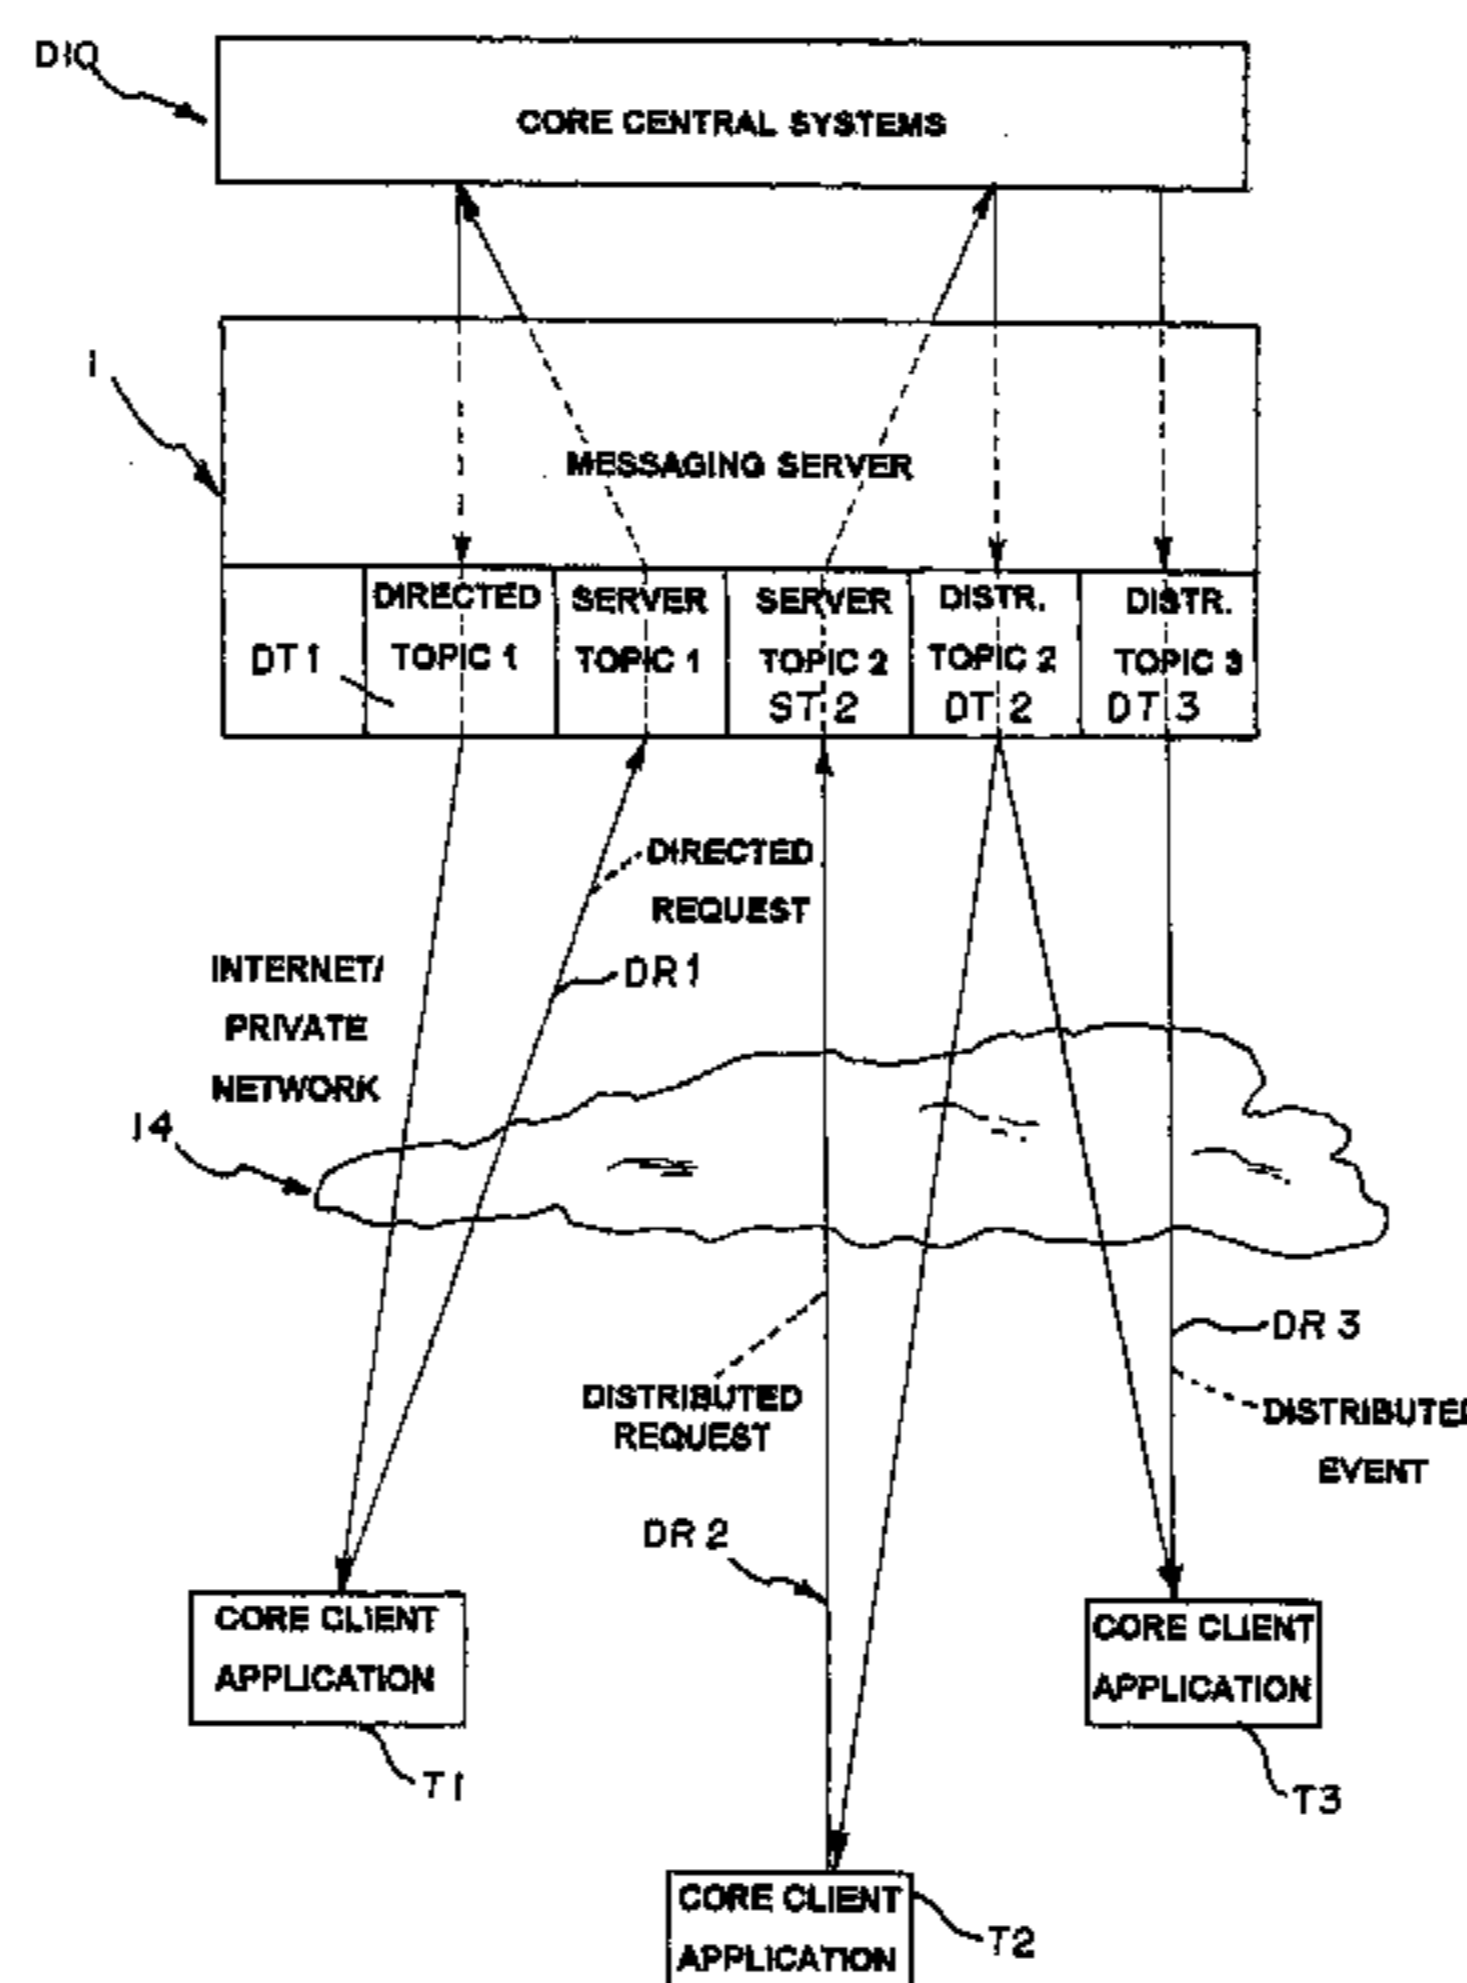 D10
CORE CENTRAL SYSTEMS
1
MESSAGING SERVER
DT 1
DIRECTED
TOPIC 1
SERVER
TOPIC 1
SERVER
TOPIC 2
ST 2
DISTR.
TOPIC 2
DT 2
DISTR.
TOPIC 3
DT 3
DIRECTED
REQUEST
DR 1
INTERNET/
PRIVATE
NETWORK
14
DISTRIBUTED
REQUEST
DR 3
DISTRIBUTED
EVENT
DR 2
CORE CLIENT
APPLICATION
T1
CORE CLIENT
APPLICATION
T3
CORE CLIENT
APPLICATION
T2